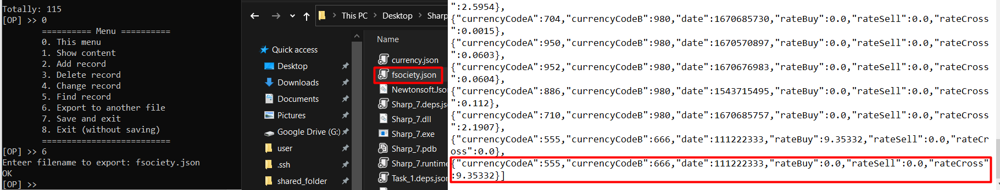 Totally: 115
[OP] >> 0
========== Menu ==========
0. This menu
1. Show content
2. Add record
3. Delete record
4. Change record
5. Find record
6. Export to another file
7. Save and exit
8. Exit (without saving)
==========================
[OP] >> 6
Enteer filename to export: fsociety.json
OK
[OP] >>
This PC > Desktop > Sharp
Name
Quick access
Desktop
Downloads
Documents
Pictures
Google Drive (G:)
user
.ssh
shared_folder
currency.json
fsociety.json
Newtonsoft.Jso
Sharp_7.deps.js
Sharp_7.dll
Sharp_7.exe
Sharp_7.pdb
Sharp_7.runtime
Task_1.deps.json
":2.5954},
{"currencyCodeA":704,"currencyCodeB":980,"date":1670685730,"rateBuy":0.0,"rateSell":0.0,"rateCross
":0.0015},
{"currencyCodeA":950,"currencyCodeB":980,"date":1670570897,"rateBuy":0.0,"rateSell":0.0,"rateCross
":0.0603},
{"currencyCodeA":952,"currencyCodeB":980,"date":1670676983,"rateBuy":0.0,"rateSell":0.0,"rateCross
":0.0604},
{"currencyCodeA":886,"currencyCodeB":980,"date":1543715495,"rateBuy":0.0,"rateSell":0.0,"rateCross
":0.112},
{"currencyCodeA":710,"currencyCodeB":980,"date":1670685757,"rateBuy":0.0,"rateSell":0.0,"rateCross
":2.1907},
{"currencyCodeA":555,"currencyCodeB":666,"date":111222333,"rateBuy":9.35332,"rateSell":0.0,"rateCr
oss":0.0},
{"currencyCodeA":555,"currencyCodeB":666,"date":111222333,"rateBuy":0.0,"rateSell":0.0,"rateCross"
:9.35332}]